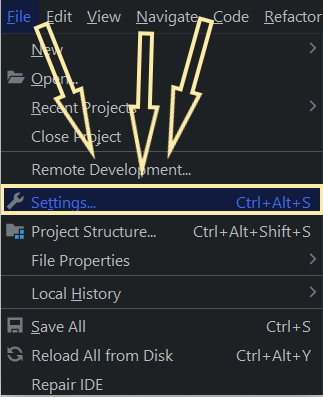 File Edit View Navigate Code Refactor
New
Open...
Recent Projects
Close Project
Remote Development...
Settings... Ctrl+Alt+S
Project Structure... Ctrl+Alt+Shift+S
File Properties
Local History
Save All Ctrl+S
Reload All from Disk Ctrl+Alt+Y
Repair IDE